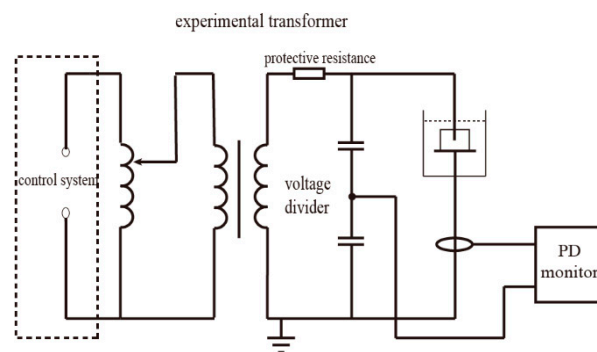 experimental transformer
protective resistance
control system
voltage
divider
PD
monitor